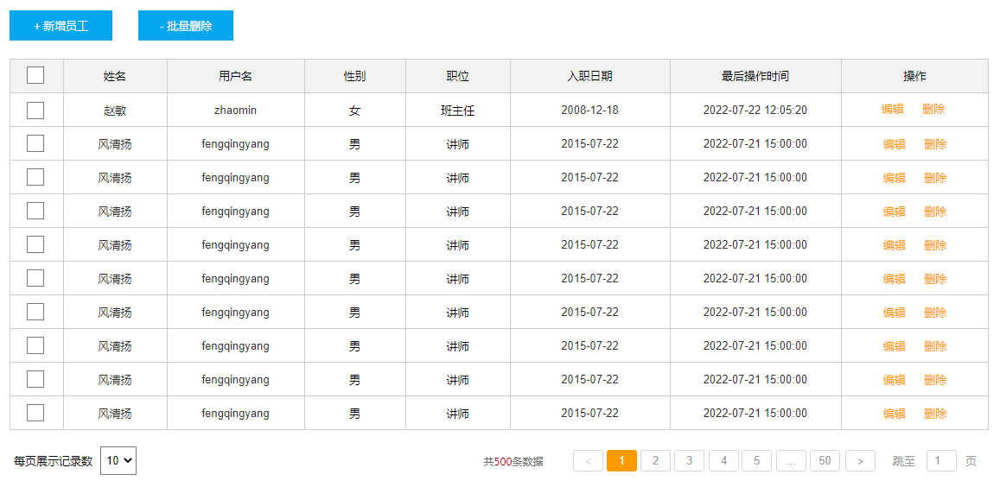 + 新增员工 - 批量删除
姓名 用户名 性别 职位 入职日期 最后操作时间 操作
赵敏 zhaomin 女 班主任 2008-12-18 2022-07-22 12:05:20 编辑 删除
风清扬 fengqingyang 男 讲师 2015-07-22 2022-07-21 15:00:00 编辑 删除
风清扬 fengqingyang 男 讲师 2015-07-22 2022-07-21 15:00:00 编辑 删除
风清扬 fengqingyang 男 讲师 2015-07-22 2022-07-21 15:00:00 编辑 删除
风清扬 fengqingyang 男 讲师 2015-07-22 2022-07-21 15:00:00 编辑 删除
风清扬 fengqingyang 男 讲师 2015-07-22 2022-07-21 15:00:00 编辑 删除
风清扬 fengqingyang 男 讲师 2015-07-22 2022-07-21 15:00:00 编辑 删除
风清扬 fengqingyang 男 讲师 2015-07-22 2022-07-21 15:00:00 编辑 删除
风清扬 fengqingyang 男 讲师 2015-07-22 2022-07-21 15:00:00 编辑 删除
风清扬 fengqingyang 男 讲师 2015-07-22 2022-07-21 15:00:00 编辑 删除
每页展示记录数 10 共500条数据 < 1 2 3 4 5 ... 50 > 跳至 1 页